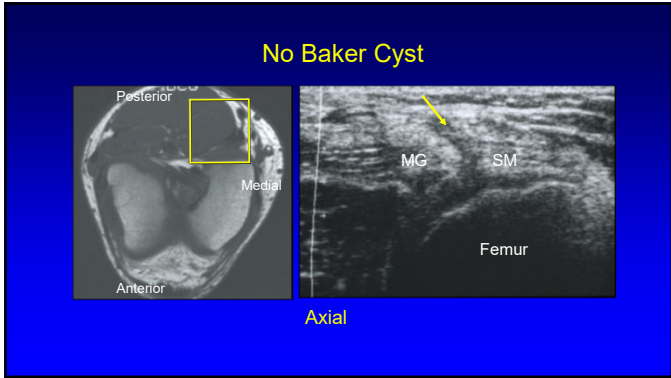 No Baker Cyst
Posterior
MG
SM
Medial
Femur
Anterior
Axial